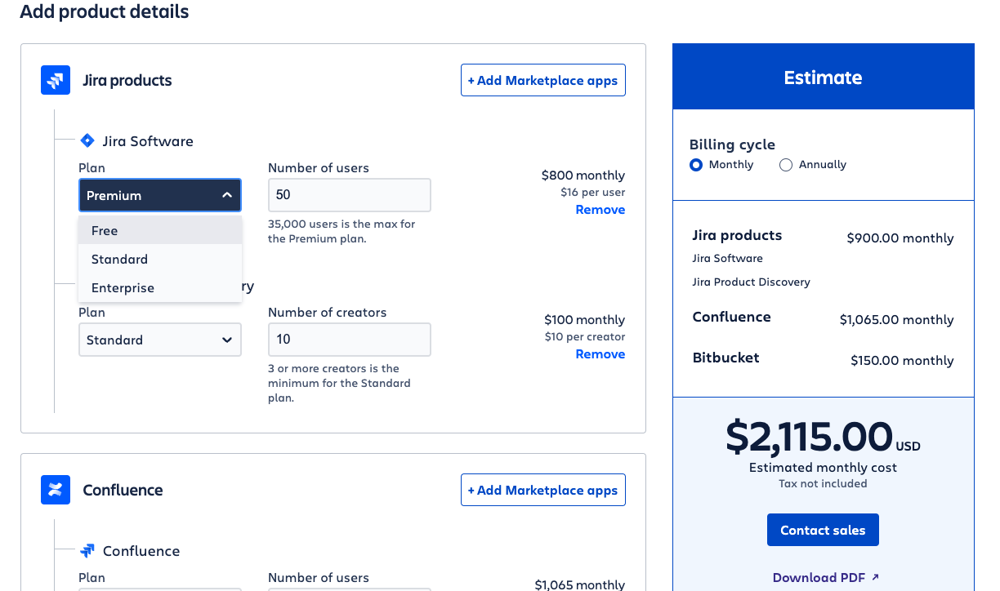 Add product details
Jira products
+ Add Marketplace apps
Jira Software
Plan
Premium
Free
Standard
Enterprise
Number of users
50
35,000 users is the max for
the Premium plan.
$800 monthly
$16 per user
Remove
ry
Plan
Standard
Number of creators
10
3 or more creators is the
minimum for the Standard
plan.
$100 monthly
$10 per creator
Remove
Confluence
+ Add Marketplace apps
Confluence
Plan
Number of users
$1,065 monthly
Estimate
Billing cycle
Monthly
Annually
Jira products
$900.00 monthly
Jira Software
Jira Product Discovery
Confluence
$1,065.00 monthly
Bitbucket
$150.00 monthly
$2,115.00 USD
Estimated monthly cost
Tax not included
Contact sales
Download PDF ↗